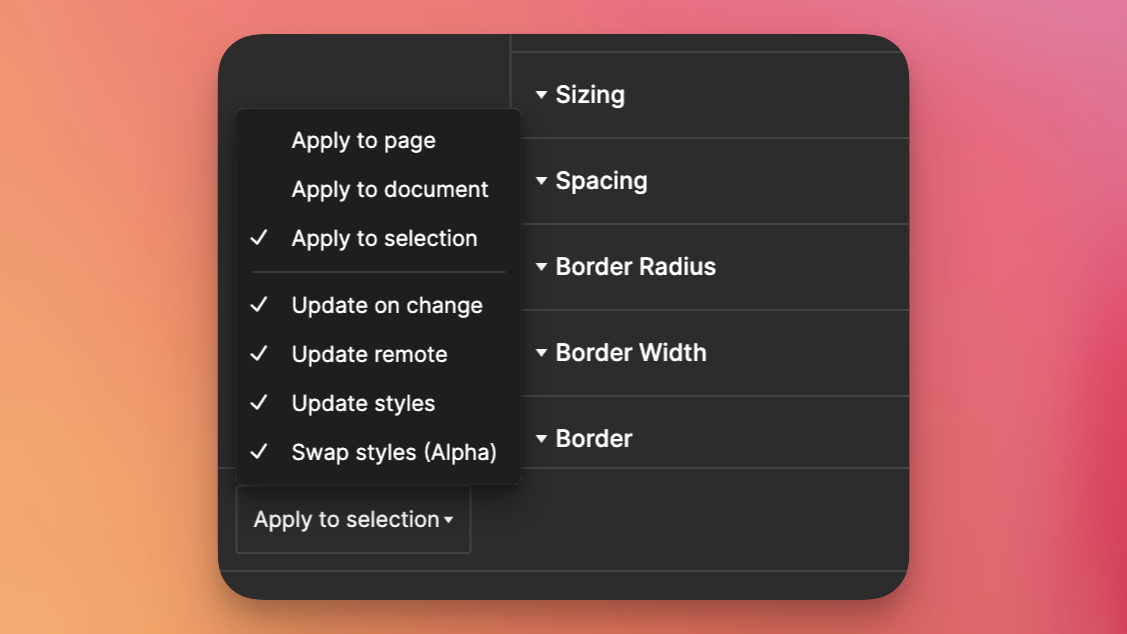 Apply to page
Apply to document
Apply to selection
Update on change
Update remote
Update styles
Swap styles (Alpha)
Apply to selection
Sizing
Spacing
Border Radius
Border Width
Border